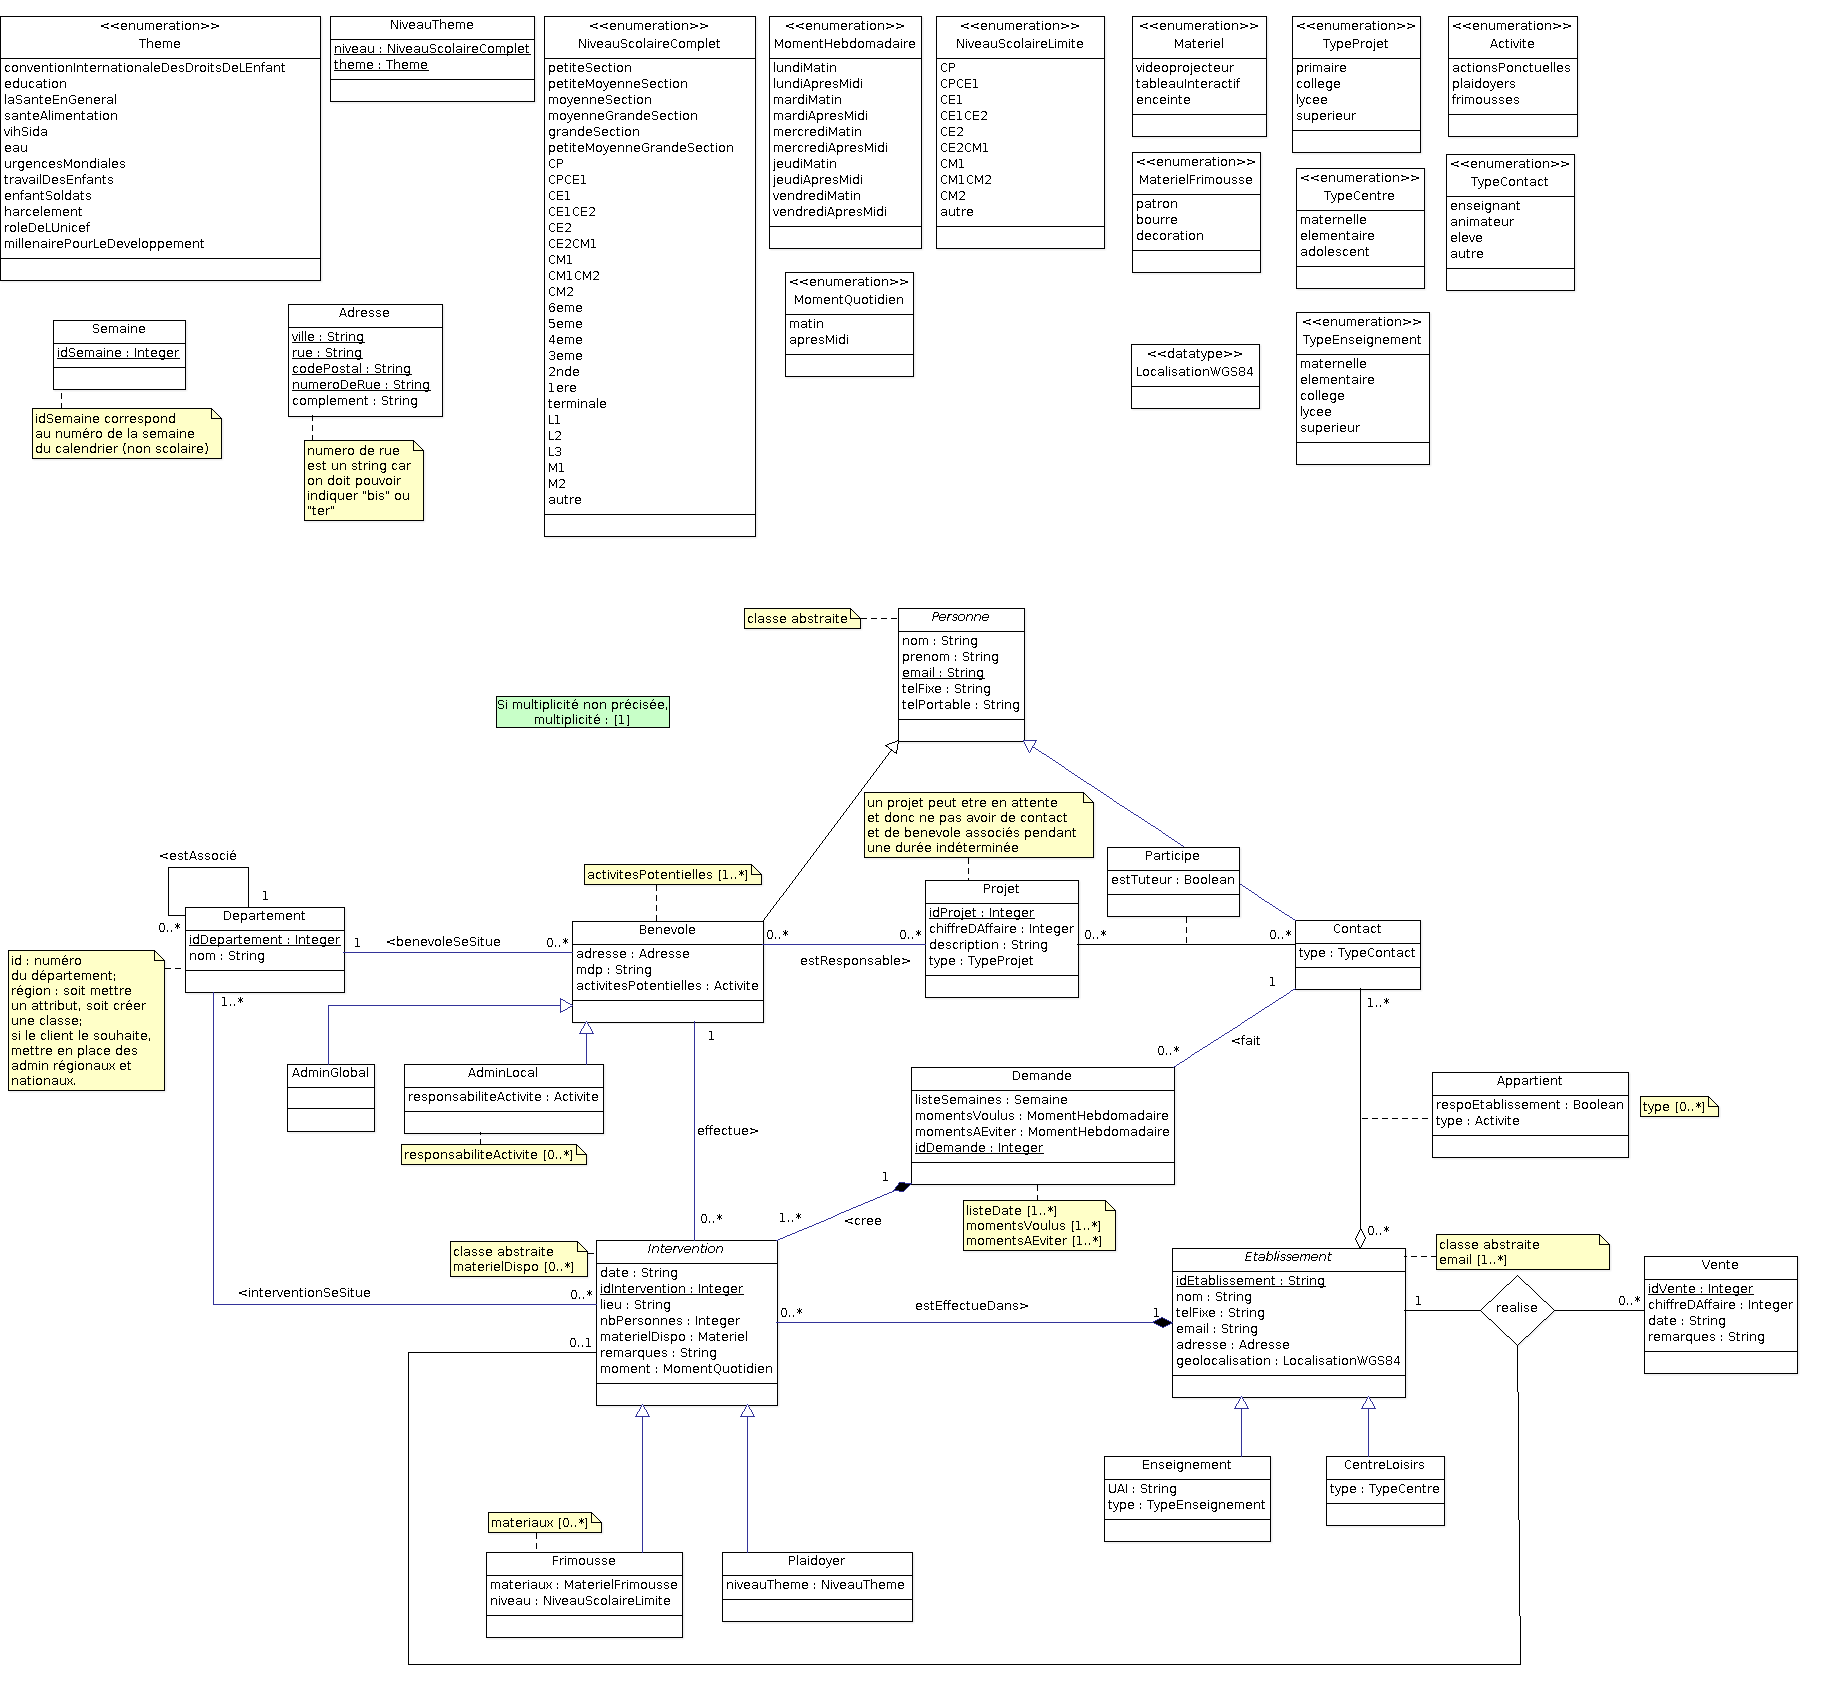 <<enumeration>>
Theme
conventionInternationaleDesDroitsDeLEnfant
education
laSanteEnGeneral
santeAlimentation
vihSida
eau
urgencesMondiales
travailDesEnfants
enfantSoldats
harcelement
roleDeLUnicef
millenairePourLeDeveloppement
NiveauTheme
niveau : NiveauScolaireComplet
theme : Theme
<<enumeration>>
NiveauScolaireComplet
petiteSection
petiteMoyenneSection
moyenneSection
moyenneGrandeSection
grandeSection
petiteMoyenneGrandeSection
CP
CPCE1
CE1
CE1CE2
CE2
CE2CM1
CM1
CM1CM2
CM2
6eme
5eme
4eme
3eme
2nde
1ere
terminale
L1
L2
L3
M1
M2
autre
<<enumeration>>
MomentHebdomadaire
lundiMatin
lundiApresMidi
mardiMatin
mardiApresMidi
mercrediMatin
mercrediApresMidi
jeudiMatin
jeudiApresMidi
vendrediMatin
vendrediApresMidi
<<enumeration>>
NiveauScolaireLimite
CP
CPCE1
CE1
CE1CE2
CE2
CE2CM1
CM1
CM1CM2
CM2
autre
<<enumeration>>
Materiel
videoprojecteur
tableauInteractif
enceinte
<<enumeration>>
TypeProjet
primaire
college
lycee
superieur
<<enumeration>>
Activite
actionsPonctuelles
plaidoyers
frimousses
<<enumeration>>
MaterielFrimousse
patron
bourre
decoration
<<enumeration>>
TypeCentre
maternelle
elementaire
adolescent
<<enumeration>>
TypeContact
enseignant
animateur
eleve
autre
<<enumeration>>
MomentQuotidien
matin
apresMidi
<<datatype>>
LocalisationWGS84
<<enumeration>>
TypeEnseignement
maternelle
elementaire
college
lycee
superieur
Semaine
idSemaine : Integer
idSemaine correspond
au numéro de la semaine
du calendrier (non scolaire)
Adresse
ville : String
rue : String
codePostal : String
numeroDeRue : String
complement : String
numero de rue
est un string car
on doit pouvoir
indiquer "bis" ou
"ter"
classe abstraite
Personne
nom : String
prenom : String
email : String
telFixe : String
telPortable : String
Si multiplicité non précisée,
multiplicité : [1]
un projet peut etre en attente
et donc ne pas avoir de contact
et de benevole associés pendant
une durée indéterminée
Participe
estTuteur : Boolean
<estAssocié
1
0..*
Departement
idDepartement : Integer
nom : String
id : numéro
du département;
région : soit mettre
un attribut, soit créer
une classe;
si le client le souhaite,
mettre en place des
admin régionaux et
nationaux.
1
<benevoleSeSitue
0..*
1..*
activitesPotentielles [1..*]
Benevole
adresse : Adresse
mdp : String
activitesPotentielles : Activite
0..*
0..*
estResponsable>
Projet
idProjet : Integer
chiffreDAffaire : Integer
description : String
type : TypeProjet
0..*
0..*
Contact
type : TypeContact
1
1..*
<fait
0..*
AdminGlobal
AdminLocal
responsabiliteActivite : Activite
responsabiliteActivite [0..*]
1
effectue>
0..*
Demande
listeSemaines : Semaine
momentsVoulus : MomentHebdomadaire
momentsAEviter : MomentHebdomadaire
idDemande : Integer
listeDate [1..*]
momentsVoulus [1..*]
momentsAEviter [1..*]
1
1..*
<cree
Appartient
respoEtablissement : Boolean
type : Activite
type [0..*]
0..*
classe abstraite
materielDispo [0..*]
Intervention
date : String
idIntervention : Integer
lieu : String
nbPersonnes : Integer
materielDispo : Materiel
remarques : String
moment : MomentQuotidien
<interventionSeSitue
0..*
0..1
0..*
estEffectueDans>
1
Etablissement
idEtablissement : String
nom : String
telFixe : String
email : String
adresse : Adresse
geolocalisation : LocalisationWGS84
classe abstraite
email [1..*]
1
realise
0..*
Vente
idVente : Integer
chiffreDAffaire : Integer
date : String
remarques : String
Enseignement
UAI : String
type : TypeEnseignement
CentreLoisirs
type : TypeCentre
materiaux [0..*]
Frimousse
materiaux : MaterielFrimousse
niveau : NiveauScolaireLimite
Plaidoyer
niveauTheme : NiveauTheme